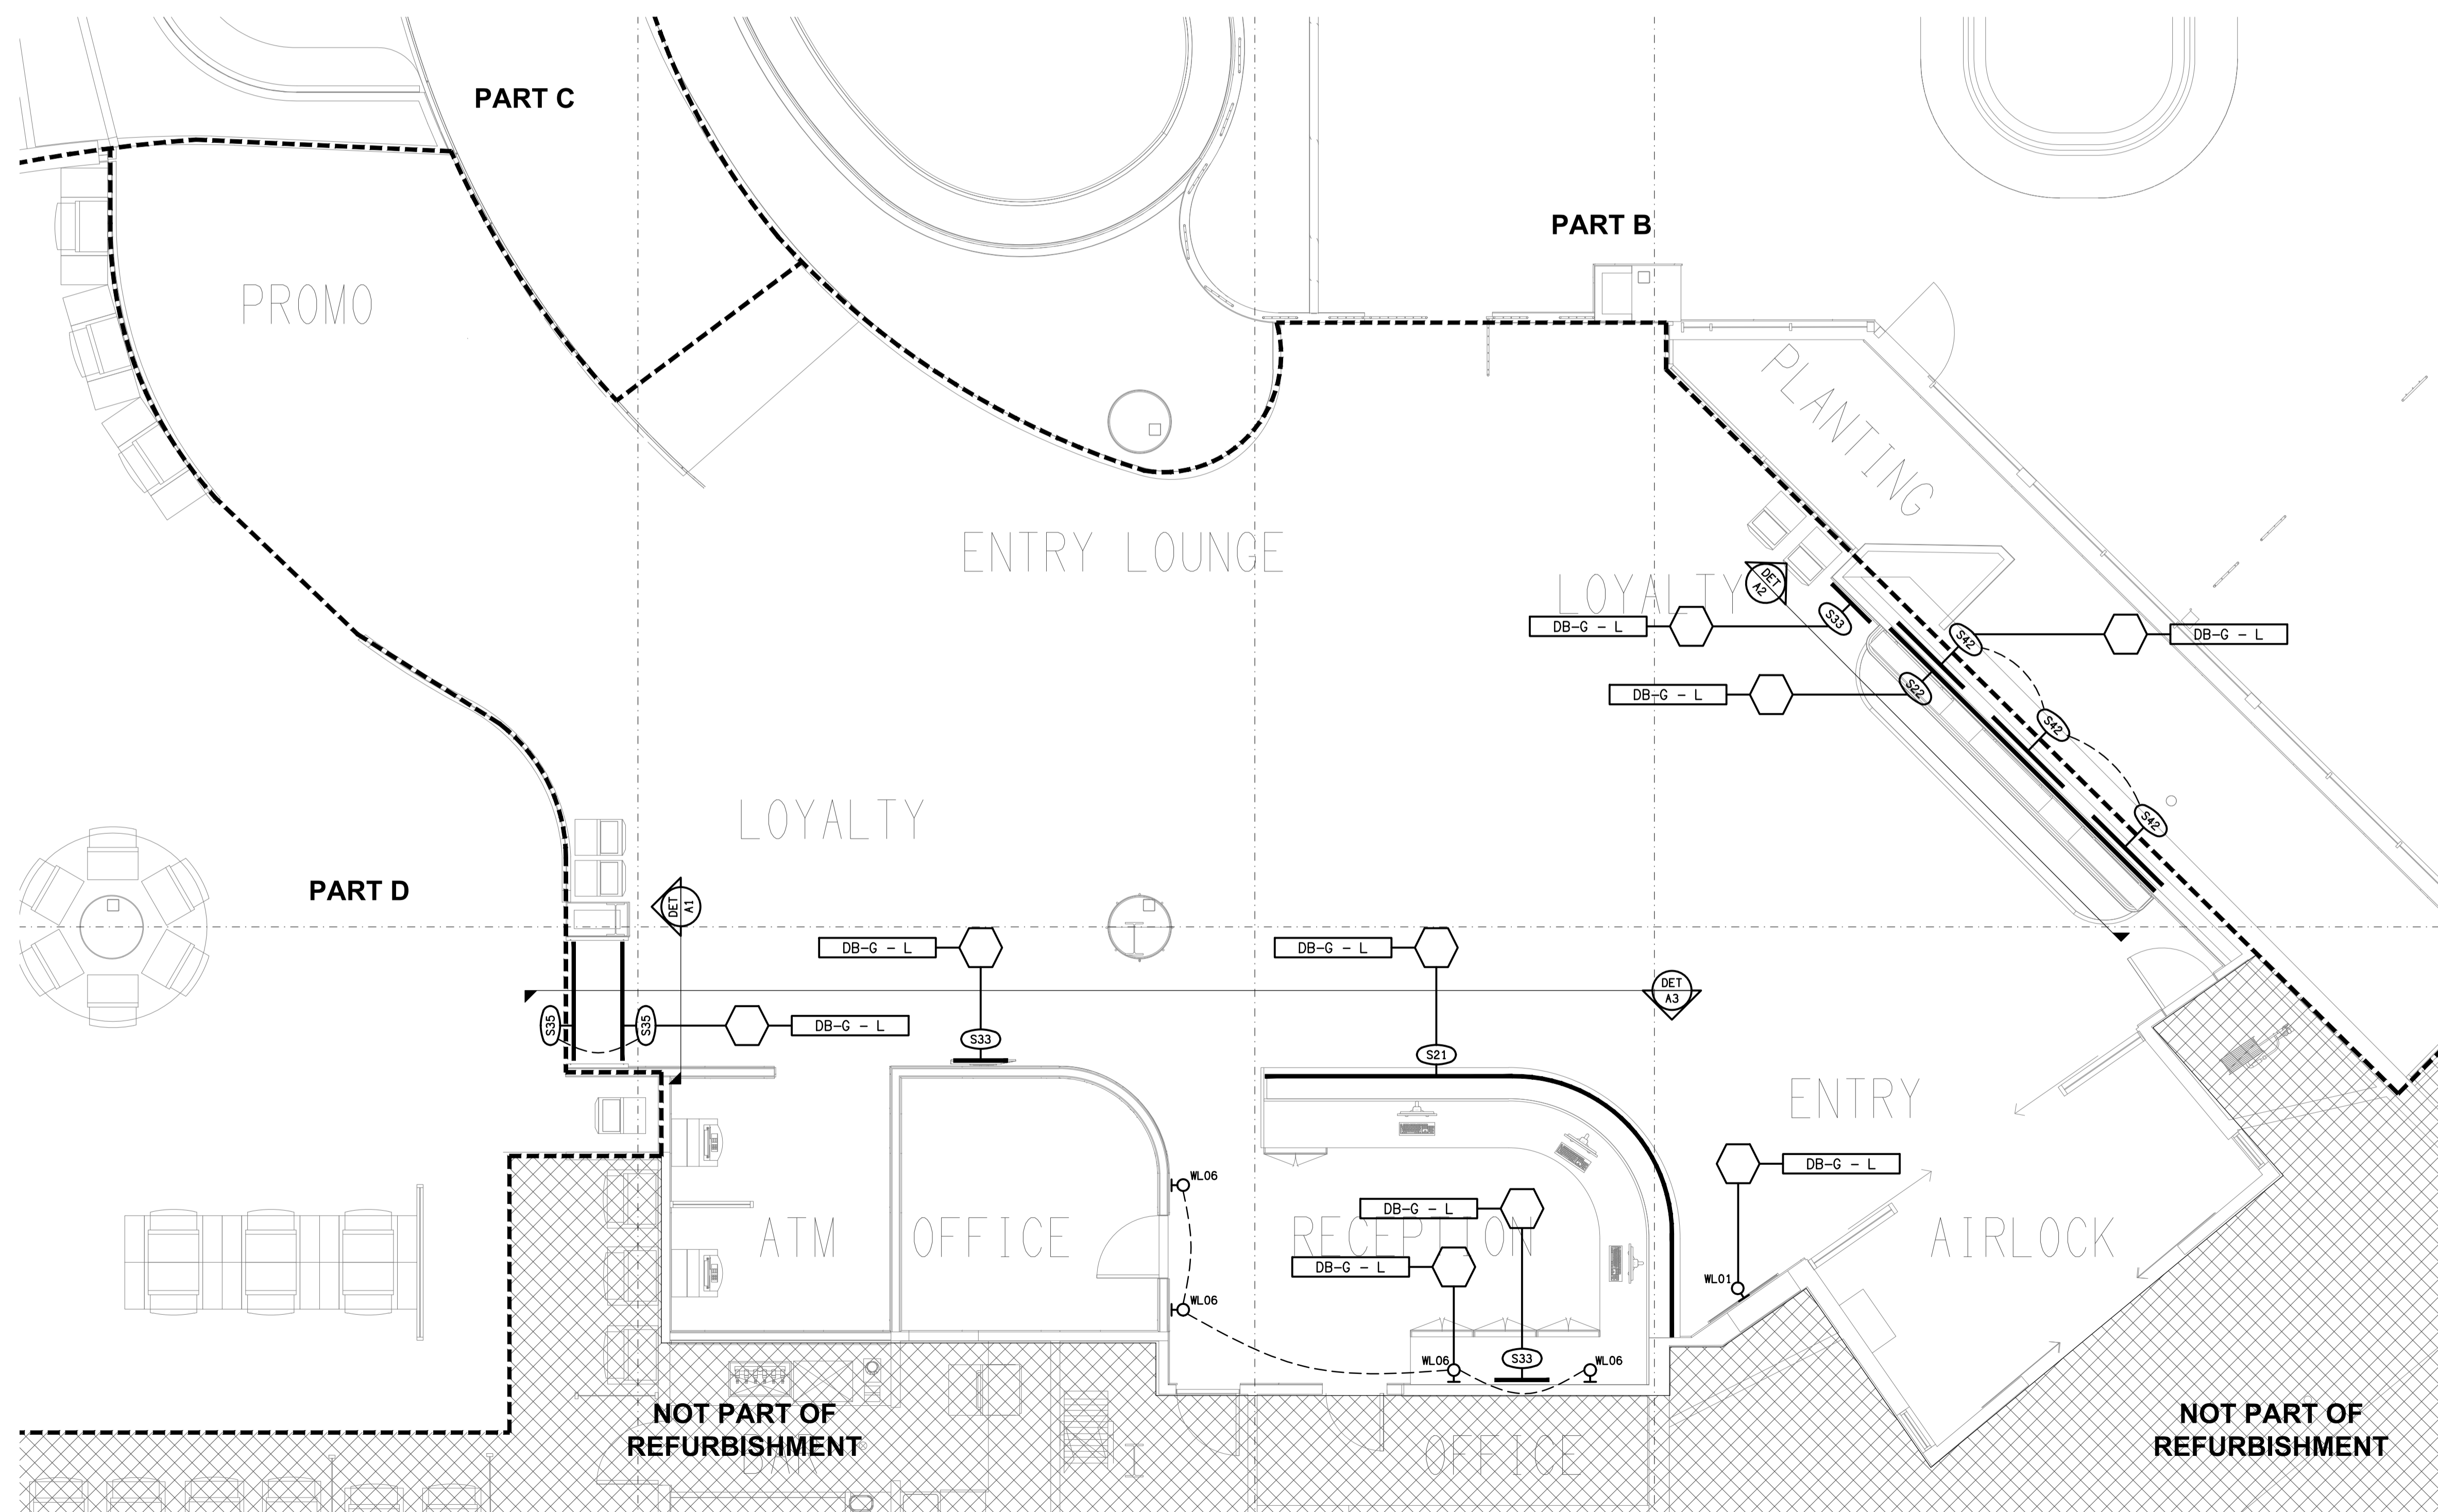 PART C
PART B
PROMO
PLANTING
ENTRY LOUNGE
LOYALTY
DET
A2
S33
DB-G - L
S42
DB-G - L
S22
DB-G - L
S42
S42
LOYALTY
PART D
DET
A1
DB-G - L
DB-G - L
DET
A3
S35
S35
DB-G - L
S33
S21
ENTRY
DB-G - L
WL06
DB-G - L
ATM
OFFICE
RECEPTION
AIRLOCK
DB-G - L
WL01
WL06
WL06
S33
WL06
NOT PART OF
REFURBISHMENT
NOT PART OF
REFURBISHMENT
OFFICE